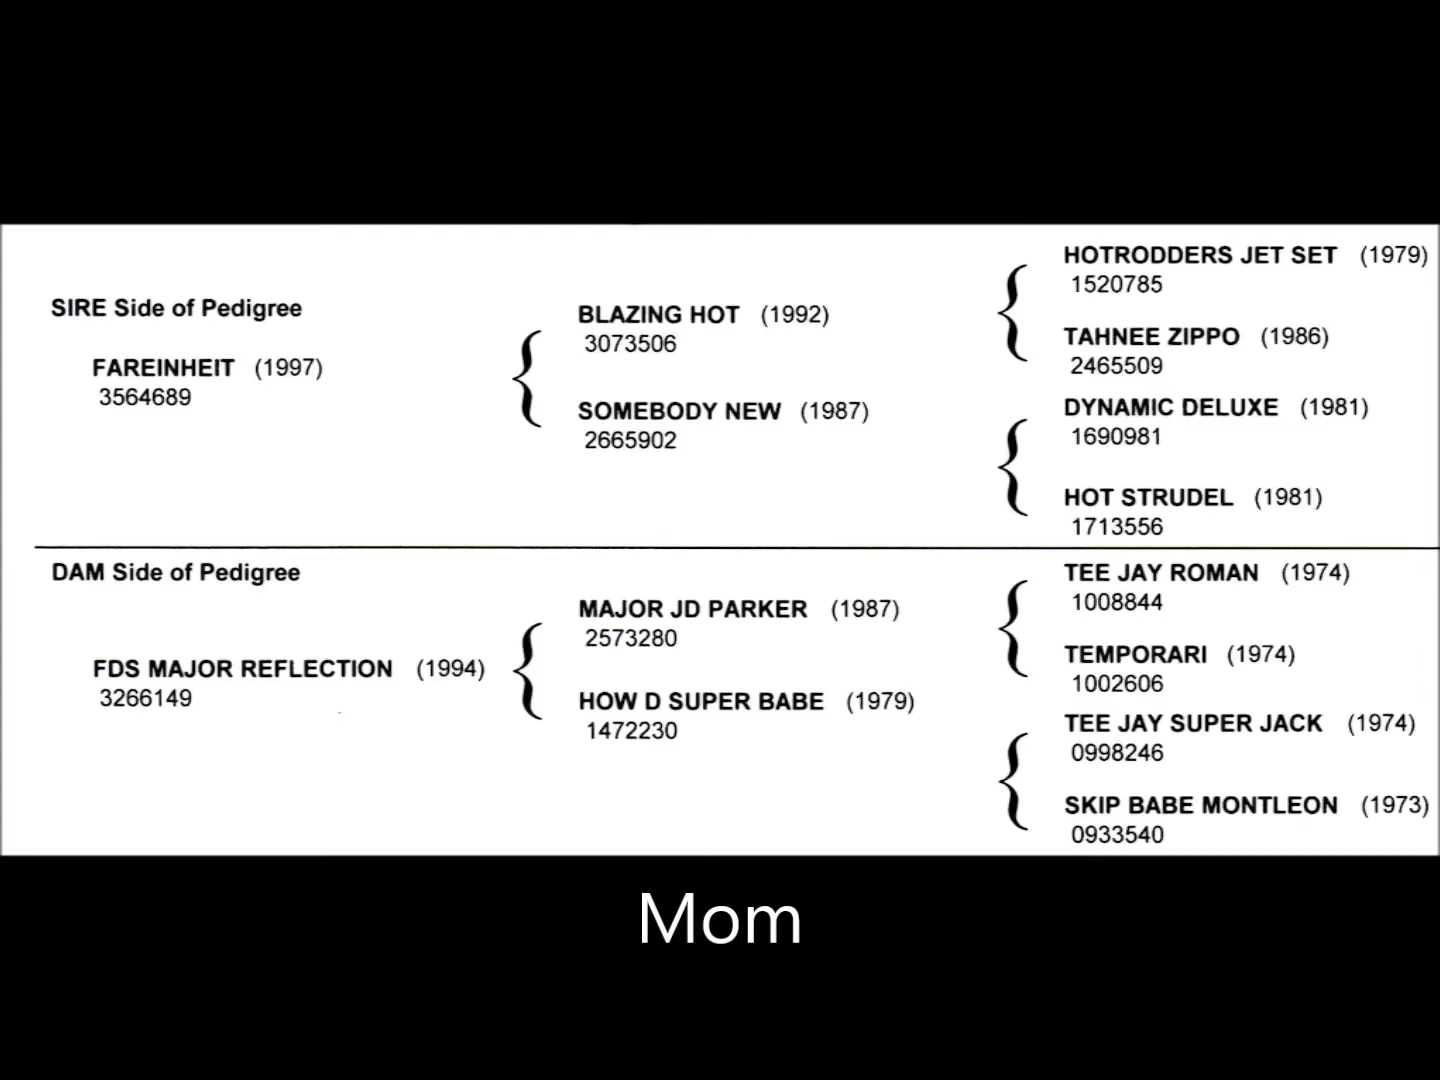 SIRE Side of Pedigree
FAREINHEIT (1997)
3564689
BLAZING HOT (1992)
3073506
SOMEBODY NEW (1987)
2665902
HOTRODDERS JET SET (1979)
1520785
TAHNEE ZIPPO (1986)
2465509
DYNAMIC DELUXE (1981)
1690981
HOT STRUDEL (1981)
1713556
DAM Side of Pedigree
FDS MAJOR REFLECTION (1994)
3266149
MAJOR JD PARKER (1987)
2573280
HOW D SUPER BABE (1979)
1472230
TEE JAY ROMAN (1974)
1008844
TEMPORARI (1974)
1002606
TEE JAY SUPER JACK (1974)
0998246
SKIP BABE MONTLEON (1973)
0933540
Mom